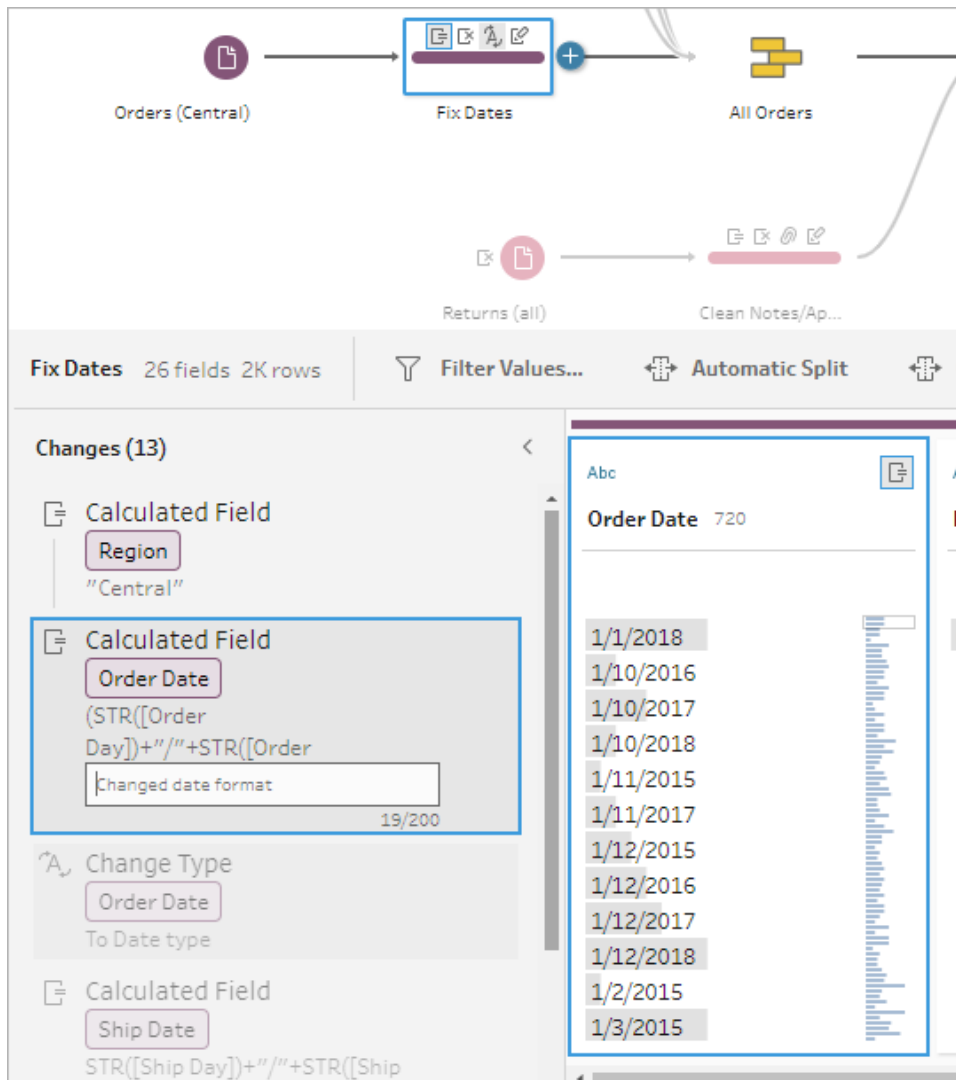 Orders (Central)
Fix Dates
All Orders
Returns (all)
Clean Notes/Ap...
Fix Dates 26 fields 2K rows
Filter Values...
Automatic Split
Changes (13)
Calculated Field
Region
"Central"
Calculated Field
Order Date
(STR([Order
Day])+"/"+STR([Order
Changed date format
19/200
Change Type
Order Date
To Date type
Calculated Field
Ship Date
STR([Ship Day])+"/"+STR([Ship
Abc
Order Date 720
1/1/2018
1/10/2016
1/10/2017
1/10/2018
1/11/2015
1/11/2017
1/12/2015
1/12/2016
1/12/2017
1/12/2018
1/2/2015
1/3/2015